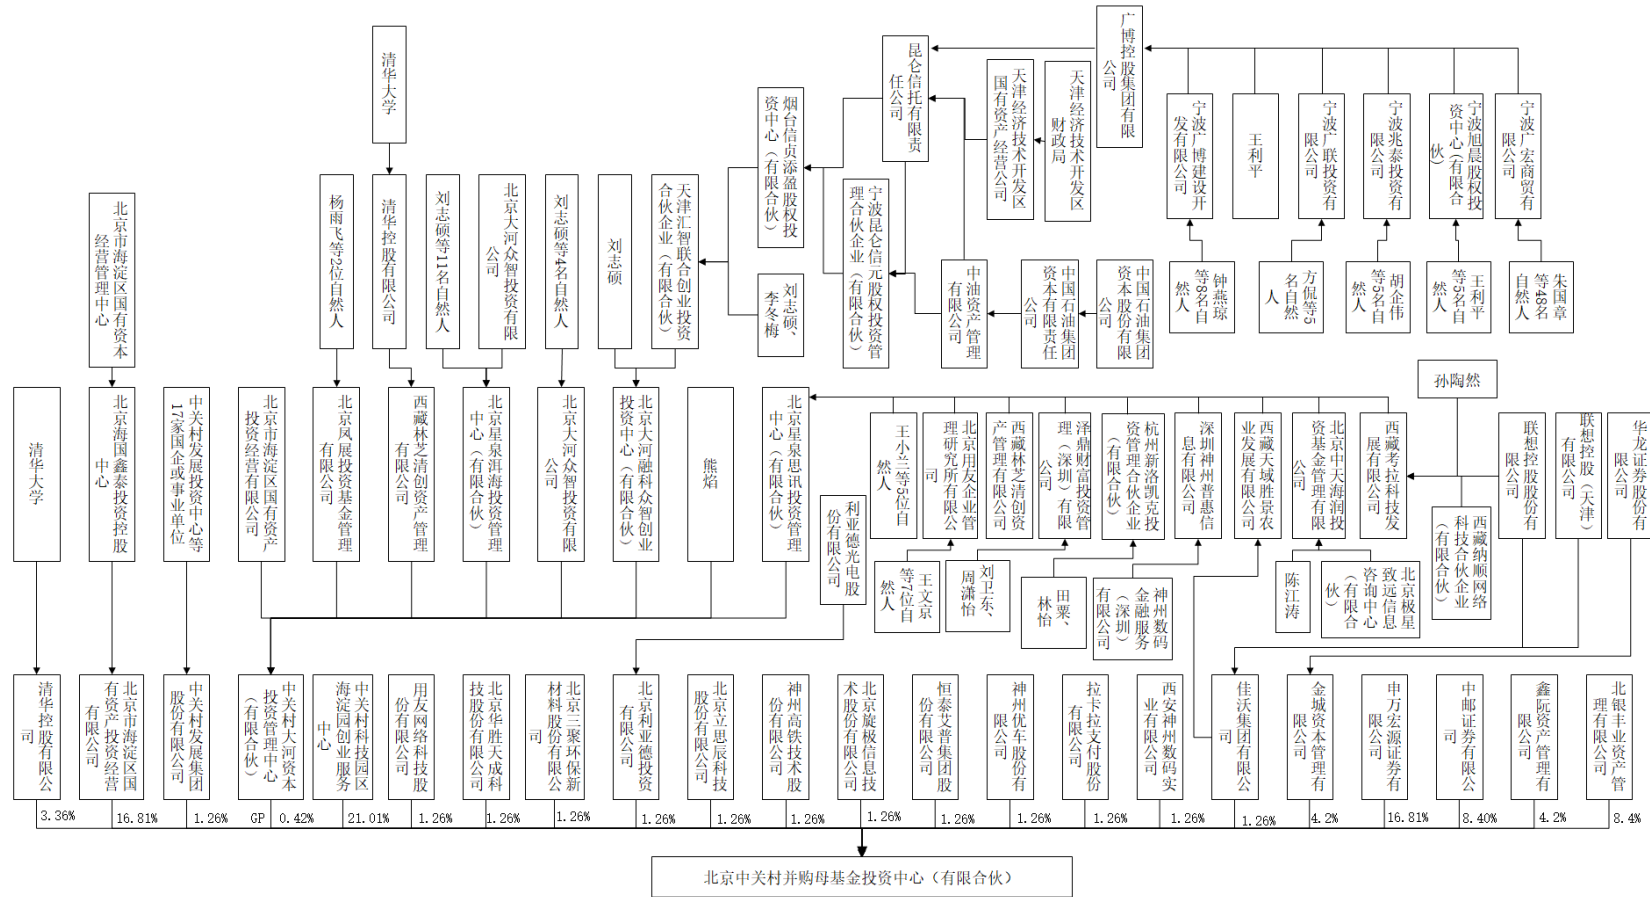 广博控股集团有限
公司
清华大学
昆仑信托有限责
任公司
天津经济技术开发区
国有资产经营公司
天津经济技术开发区
财政局
烟台信贞添盈股权投
资中心（有限合伙）
宁波广博建设开
发有限公司
王利平
宁波广联投资有
限公司
宁波兆泰投资有
限公司
宁波旭晨股权投
资中心(有限合
伙)
宁波广宏商贸有
限公司
北京市海淀区国有资本
经营管理中心
杨雨飞等2位自然人
清华控股有限公司
刘志硕等11名自然人
北京大河众智投资有限
公司
刘志硕等4名自然人
刘志硕
天津汇智联合创业投资
合伙企业（有限合伙）
刘志硕、
李冬梅
宁波昆仑信元股权投资管
理合伙企业（有限合伙）
中油资产管理
有限公司
中国石油集团
资本有限责任
公司
中国石油集团
资本股份有限
公司
钟燕琼
等8名自
然人
方侃等5
名自然
人
胡企伟
等5名自
然人
王利平
等5名自
然人
朱国章
等48名
自然人
孙陶然
清华大学
北京海国鑫泰投资控股
中心
中关村发展投资中心等
17家国企或事业单位
北京市海淀区国有资产
投资经营有限公司
北京风展投资基金管理
有限公司
西藏林芝清创资产管理
有限公司
北京星泉洱海投资管理
中心（有限合伙）
北京大河众智投资有限
公司
北京大河融科众智创业
投资中心（有限合伙）
熊焰
北京星泉思讯投资管理
中心（有限合伙）
利亚德光电股
份有限公司
王小兰等5位自
然人
北京用友企业管
理研究所有限公
司
西藏林芝清创资
产管理有限公司
泽鼎财富投资管
理（深圳）有限
公司
杭州新洛凯克投
资管理合伙企业
（有限合伙）
深圳神州普惠信
息有限公司
西藏天域胜景农
业发展有限公司
北京中天海润投
资基金管理有限
公司
西藏考拉科技发
展有限公司
联想控股股份有
限公司
联想控股（天津）
有限公司
华龙证券股份有
限公司
王文京
等7位自
然人
刘卫东、
周潇怡
田粟、
林怡
神州数码
金融服务
（深圳）
有限公司
陈江涛
北京极星
致远信息
咨询中心
（有限合
伙）
西藏纳顺网络
科技合伙企业
（有限合伙）
清华控股有限公
司
北京市海淀区国
有资产投资经营
有限公司
中关村发展集团
股份有限公司
中关村大河资本
投资管理中心
（有限合伙）
中关村科技园区
海淀园创业服务
中心
用友网络科技股
份有限公司
北京华胜天成科
技股份有限公司
北京三聚环保新
材料股份有限公
司
北京利亚德投资
有限公司
北京立思辰科技
股份有限公司
神州高铁技术股
份有限公司
北京旋极信息技
术股份有限公司
恒泰艾普集团股
份有限公司
神州优车股份有
限公司
拉卡拉支付股份
有限公司
西安神州数码实
业有限公司
佳沃集团有限公
司
金城资本管理有
限公司
申万宏源证券有
限公司
中邮证券有限公
司
鑫阮资产管理有
限公司
北银丰业资产管
理有限公司
3.36%
16.81%
1.26%
GP
0.42%
21.01%
1.26%
1.26%
1.26%
1.26%
1.26%
1.26%
1.26%
1.26%
1.26%
1.26%
1.26%
1.26%
4.2%
16.81%
8.40%
4.2%
8.4%
北京中关村并购母基金投资中心（有限合伙）